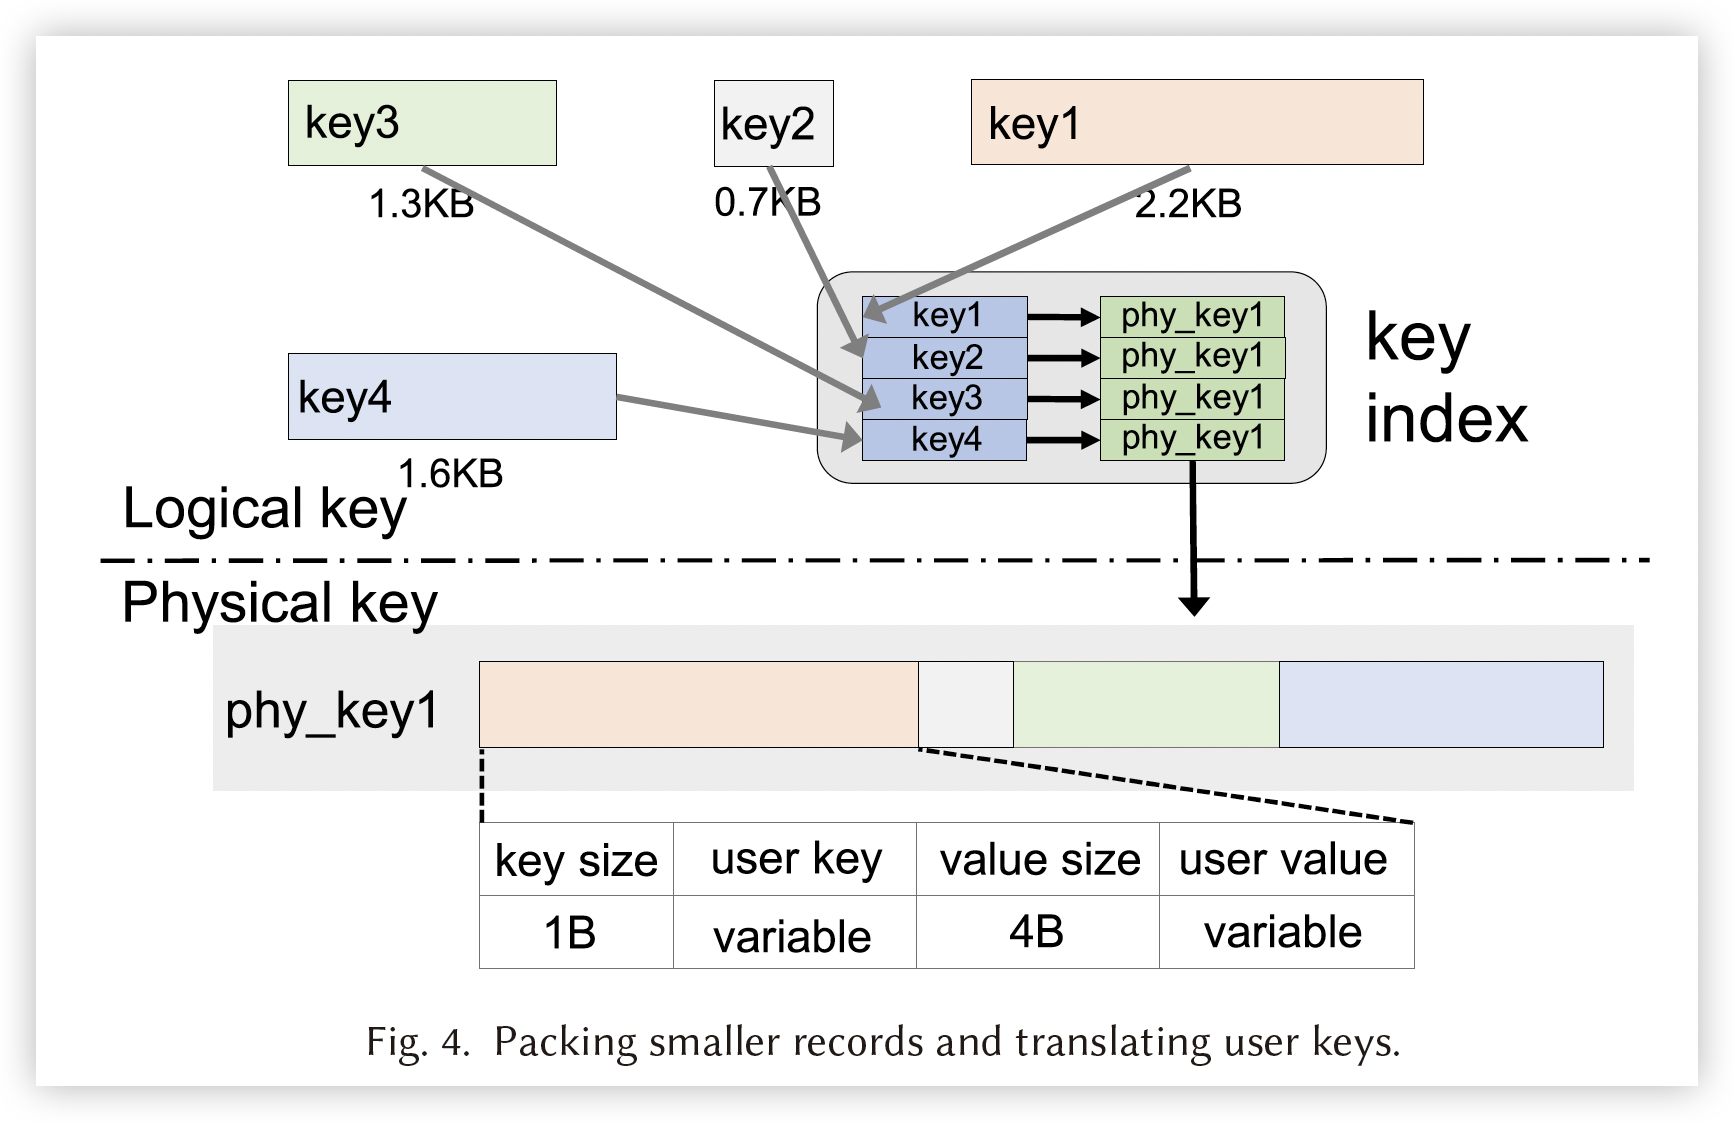 key3
key2
key1
1.3KB
0.7KB
2.2KB
key1
phy_key1
key2
phy_key1
key3
phy_key1
key4
phy_key1
key
index
key4
1.6KB
Logical key
Physical key
phy_key1
key size
user key
value size
user value
1B
variable
4B
variable
Fig. 4. Packing smaller records and translating user keys.